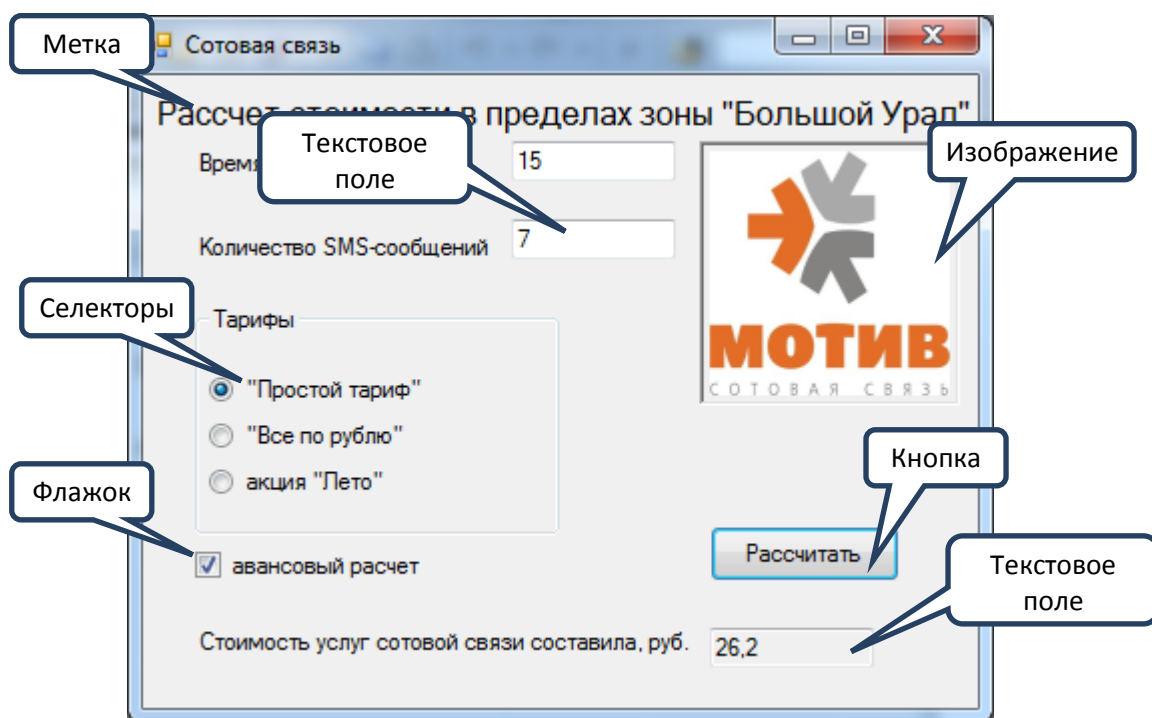 Метка
Сотовая связь
Рассчет стоимости в пределах зоны "Большой Урал"
Текстовое
поле
Время
15
Изображение
Количество SMS-сообщений
7
Селекторы
Тарифы
МОТИВ
СОТОВАЯ СВЯЗЬ
"Простой тариф"
"Все по рублю"
Кнопка
акция "Лето"
Флажок
Рассчитать
авансовый расчет
Текстовое
поле
Стоимость услуг сотовой связи составила, руб.
26,2